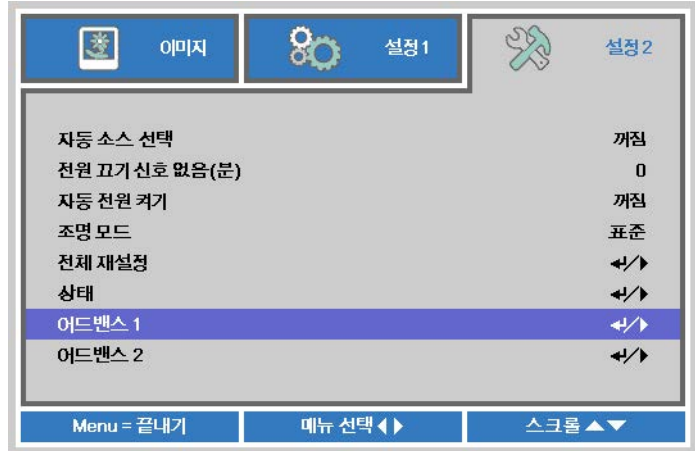 이미지 설정 1 설정 2
자동 소스 선택 꺼짐
전원 끄기 신호 없음(분) 0
자동 전원 켜기 꺼짐
조명 모드 표준
전체 재설정 ↵/▶
상태 ↵/▶
어드밴스 1 ↵/▶
어드밴스 2 ↵/▶
Menu = 끝내기 메뉴 선택 ◀ ▶ 스크롤 ▲▼